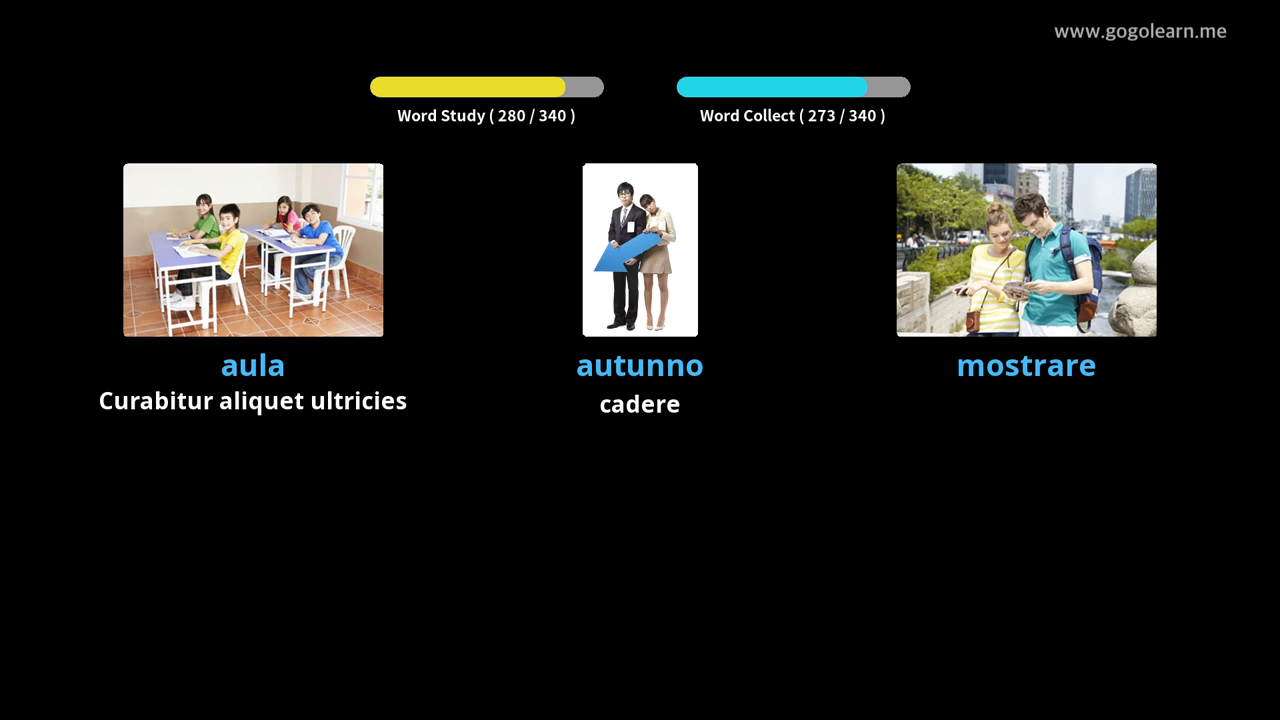 www.gogolearn.me
Word Study ( 280 / 340 )
Word Collect ( 273 / 340 )
aula
Curabitur aliquet ultricies
autunno
cadere
mostrare